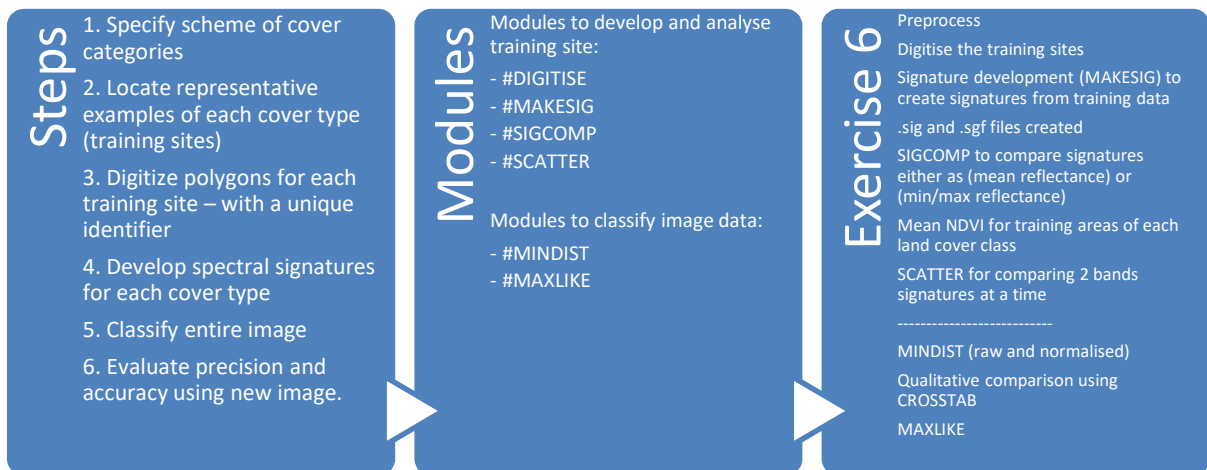 Steps
1. Specify scheme of cover
categories
2. Locate representative
examples of each cover type
(training sites)
3. Digitize polygons for each
training site – with a unique
identifier
4. Develop spectral signatures
for each cover type
5. Classify entire image
6. Evaluate precision and
accuracy using new image.
Modules
Modules to develop and analyse
training site:
- #DIGITISE
- #MAKESIG
- #SIGCOMP
- #SCATTER
Modules to classify image data:
- #MINDIST
- #MAXLIKE
Exercise 6
Preprocess
Digitise the training sites
Signature development (MAKESIG) to
create signatures from training data
.sig and .sgf files created
SIGCOMP to compare signatures
either as (mean reflectance) or
(min/max reflectance)
Mean NDVI for training areas of each
land cover class
SCATTER for comparing 2 bands
signatures at a time
---------------------------
MINDIST (raw and normalised)
Qualitative comparison using
CROSSTAB
MAXLIKE